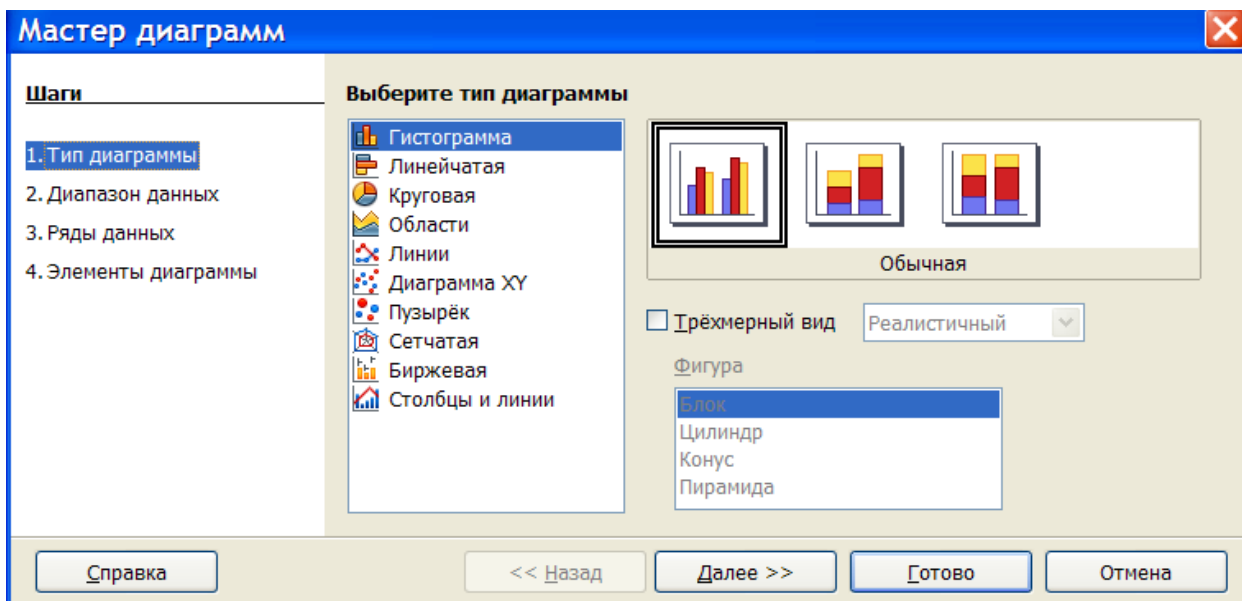 Мастер диаграмм
Шаги
1. Тип диаграммы
2. Диапазон данных
3. Ряды данных
4. Элементы диаграммы
Выберите тип диаграммы
Гистограмма
Линейчатая
Круговая
Области
Линии
Диаграмма XY
Пузырёк
Сетчатая
Биржевая
Столбцы и линии
Обычная
Трёхмерный вид
Реалистичный
Фигура
Блок
Цилиндр
Конус
Пирамида
Справка
<< Назад
Далее >>
Готово
Отмена